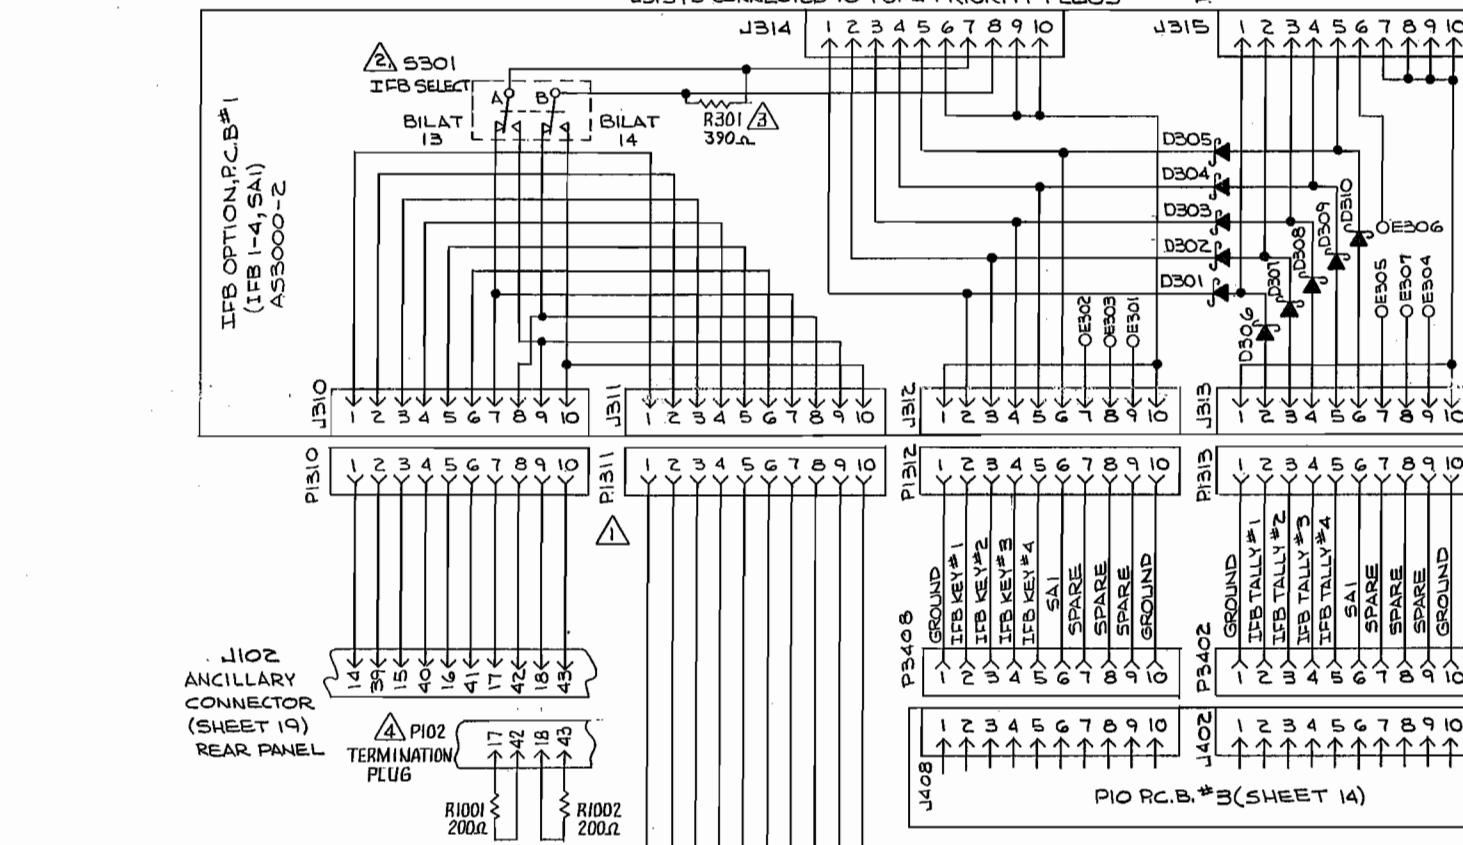 J314 1 2 3 4 5 6 7 8 9 10
J315 1 2 3 4 5 6 7 8 9 10
2 S301
IFB SELECT
A B
BILAT
13
BILAT
14
R301 3
390Ω
IFB OPTION, P.C.B #1
(IFB 1-4, SA1)
AS3000-2
D305
D304
D303
D302
D301
D310
D309
D308
D307
D306
E306
E305
E307
E304
E302
E303
E301
J310 1 2 3 4 5 6 7 8 9 10
J311 1 2 3 4 5 6 7 8 9 10
J312 1 2 3 4 5 6 7 8 9 10
J313 1 2 3 4 5 6 7 8 9 10
P1310 1 2 3 4 5 6 7 8 9 10
P1311 1 2 3 4 5 6 7 8 9 10
P1312 1 2 3 4 5 6 7 8 9 10
P1313 1 2 3 4 5 6 7 8 9 10
1
GROUND
IFB KEY#1
IFB KEY#2
IFB KEY#3
IFB KEY#4
SA1
SPARE
SPARE
SPARE
GROUND
GROUND
IFB TALLY#1
IFB TALLY#2
IFB TALLY#3
IFB TALLY#4
SA1
SPARE
SPARE
SPARE
GROUND
J102
ANCILLARY
CONNECTOR
(SHEET 19)
REAR PANEL
14 39 15 40 16 41 17 42 18 43
P3408 1 2 3 4 5 6 7 8 9 10
P3402 1 2 3 4 5 6 7 8 9 10
4 P102
TERMINATION
PLUG
17 42 18 43
R1001
200Ω
R1002
200Ω
J408 1 2 3 4 5 6 7 8 9 10
J402 1 2 3 4 5 6 7 8 9 10
PIO P.C.B. #3 (SHEET 14)